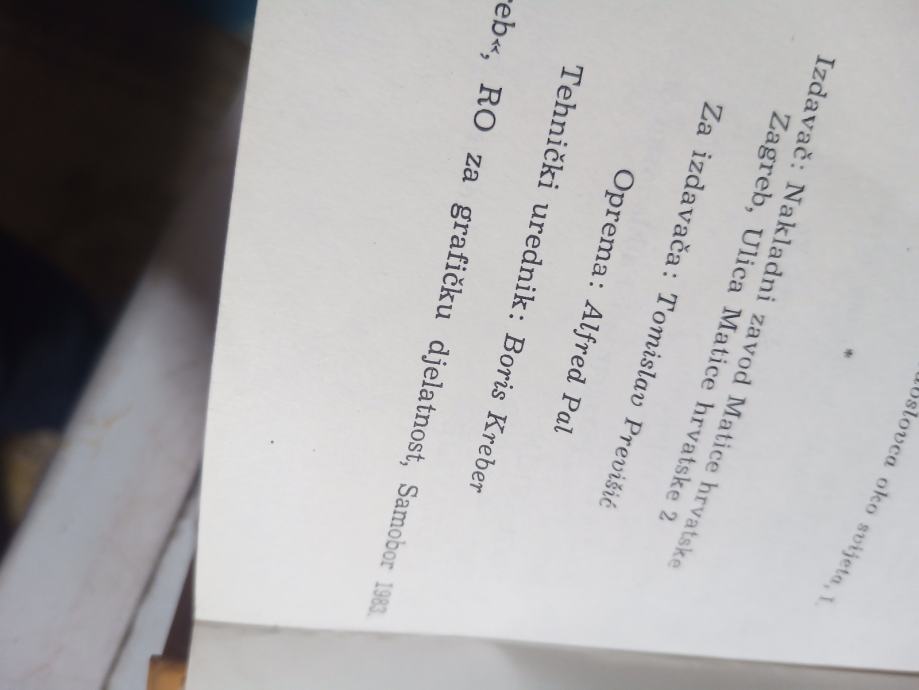 oko svijeta, I.
*
Izdavač: Nakladni zavod Matice hrvatske
Zagreb, Ulica Matice hrvatske 2
Za izdavača: Tomislav Previšić
Oprema: Alfred Pal
Tehnički urednik: Boris Kreber
eb«, RO za grafičku djelatnost, Samobor 1983.